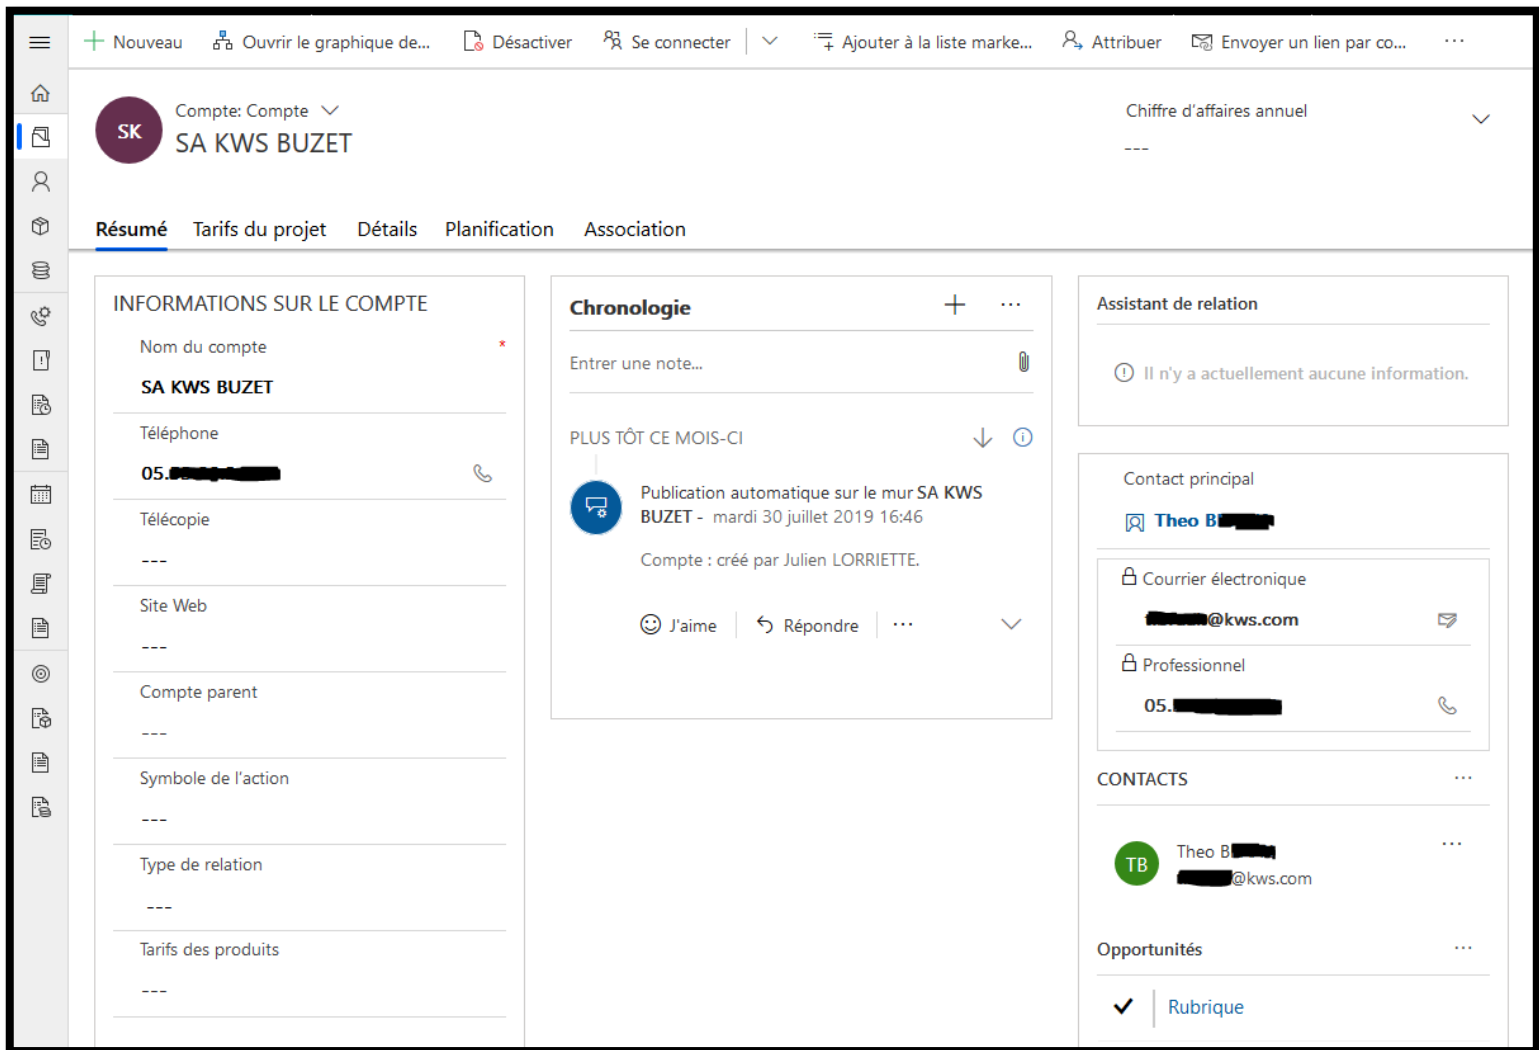 Nouveau
Ouvrir le graphique de...
Désactiver
Se connecter
Ajouter à la liste marke...
Attribuer
Envoyer un lien par co...
...
SK
Compte: Compte
SA KWS BUZET
Chiffre d'affaires annuel
---
Résumé
Tarifs du projet
Détails
Planification
Association
INFORMATIONS SUR LE COMPTE
Nom du compte *
SA KWS BUZET
Téléphone
05.
Télécopie
---
Site Web
---
Compte parent
---
Symbole de l'action
---
Type de relation
---
Tarifs des produits
---
Chronologie
...
Entrer une note...
PLUS TÔT CE MOIS-CI
Publication automatique sur le mur SA KWS
BUZET - mardi 30 juillet 2019 16:46
Compte : créé par Julien LORRIETTE.
J'aime
Répondre
...
Assistant de relation
Il n'y a actuellement aucune information.
Contact principal
Theo B
Courrier électronique
@kws.com
Professionnel
05.
CONTACTS
...
TB
Theo B
...
@kws.com
Opportunités
...
Rubrique